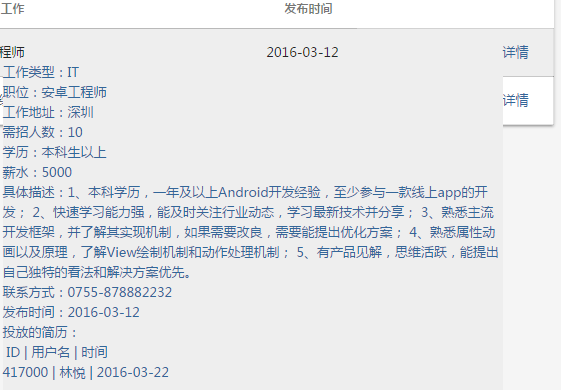 工作 发布时间
程师 2016-03-12 详情
工作类型：IT
职位：安卓工程师
工作地址：深圳 详情
需招人数：10
学历：本科生以上
薪水：5000
具体描述：1、本科学历，一年及以上Android开发经验，至少参与一款线上app的开
发； 2、快速学习能力强，能及时关注行业动态，学习最新技术并分享； 3、熟悉主流
开发框架，并了解其实现机制，如果需要改良，需要能提出优化方案； 4、熟悉属性动
画以及原理，了解View绘制机制和动作处理机制； 5、有产品见解，思维活跃，能提出
自己独特的看法和解决方案优先。
联系方式：0755-878882232
发布时间：2016-03-12
投放的简历：
ID | 用户名 | 时间
417000 | 林悦 | 2016-03-22